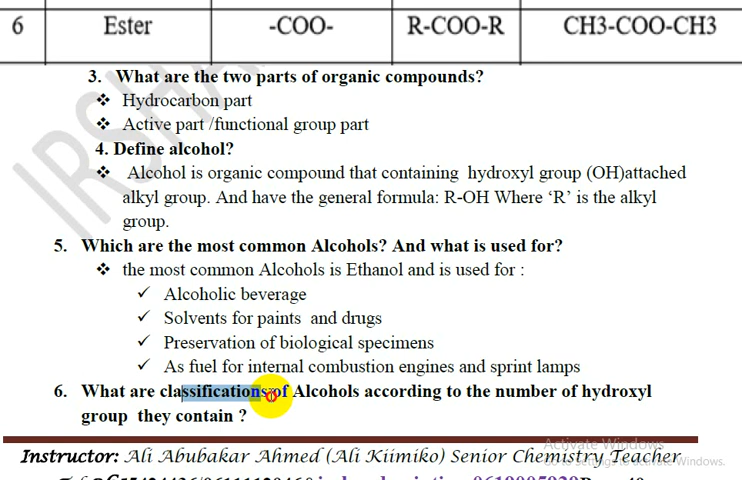 6 Ester -COO- R-COO-R CH3-COO-CH3
3. What are the two parts of organic compounds?
❖ Hydrocarbon part
❖ Active part /functional group part
4. Define alcohol?
❖ Alcohol is organic compound that containing hydroxyl group (OH)attached
alkyl group. And have the general formula: R-OH Where ‘R’ is the alkyl
group.
5. Which are the most common Alcohols? And what is used for?
❖ the most common Alcohols is Ethanol and is used for :
✓ Alcoholic beverage
✓ Solvents for paints and drugs
✓ Preservation of biological specimens
✓ As fuel for internal combustion engines and sprint lamps
6. What are classifications of Alcohols according to the number of hydroxyl
group they contain ?
Activate Windows
Instructor: Ali Abubakar Ahmed (Ali Kiimiko) Senior Chemistry Teacher
Go to Settings to activate Windows.